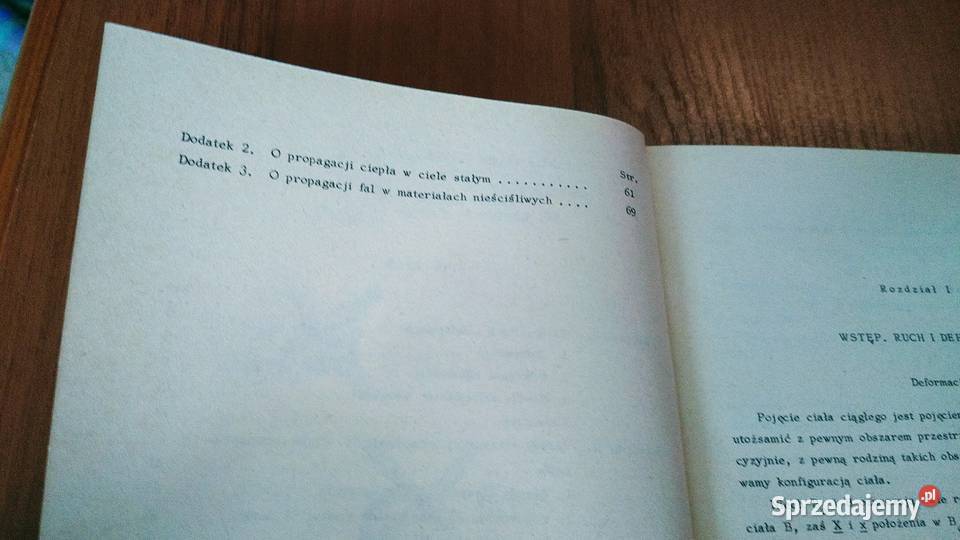 Str.
Dodatek 2. O propagacji ciepła w ciele stałym ........... 61
Dodatek 3. O propagacji fal w materiałach nieściśliwych .... 69
Rozdział I
WSTĘP. RUCH I DEF
Deformac
Pojęcie ciała ciągłego jest pojęcie
utożsamić z pewnym obszarem przestr
cyzyjnie, z pewną rodziną takich obs
wamy konfiguracją ciała.
ciała B, zaś X i x położenia w B
Sprzedajemy.pl